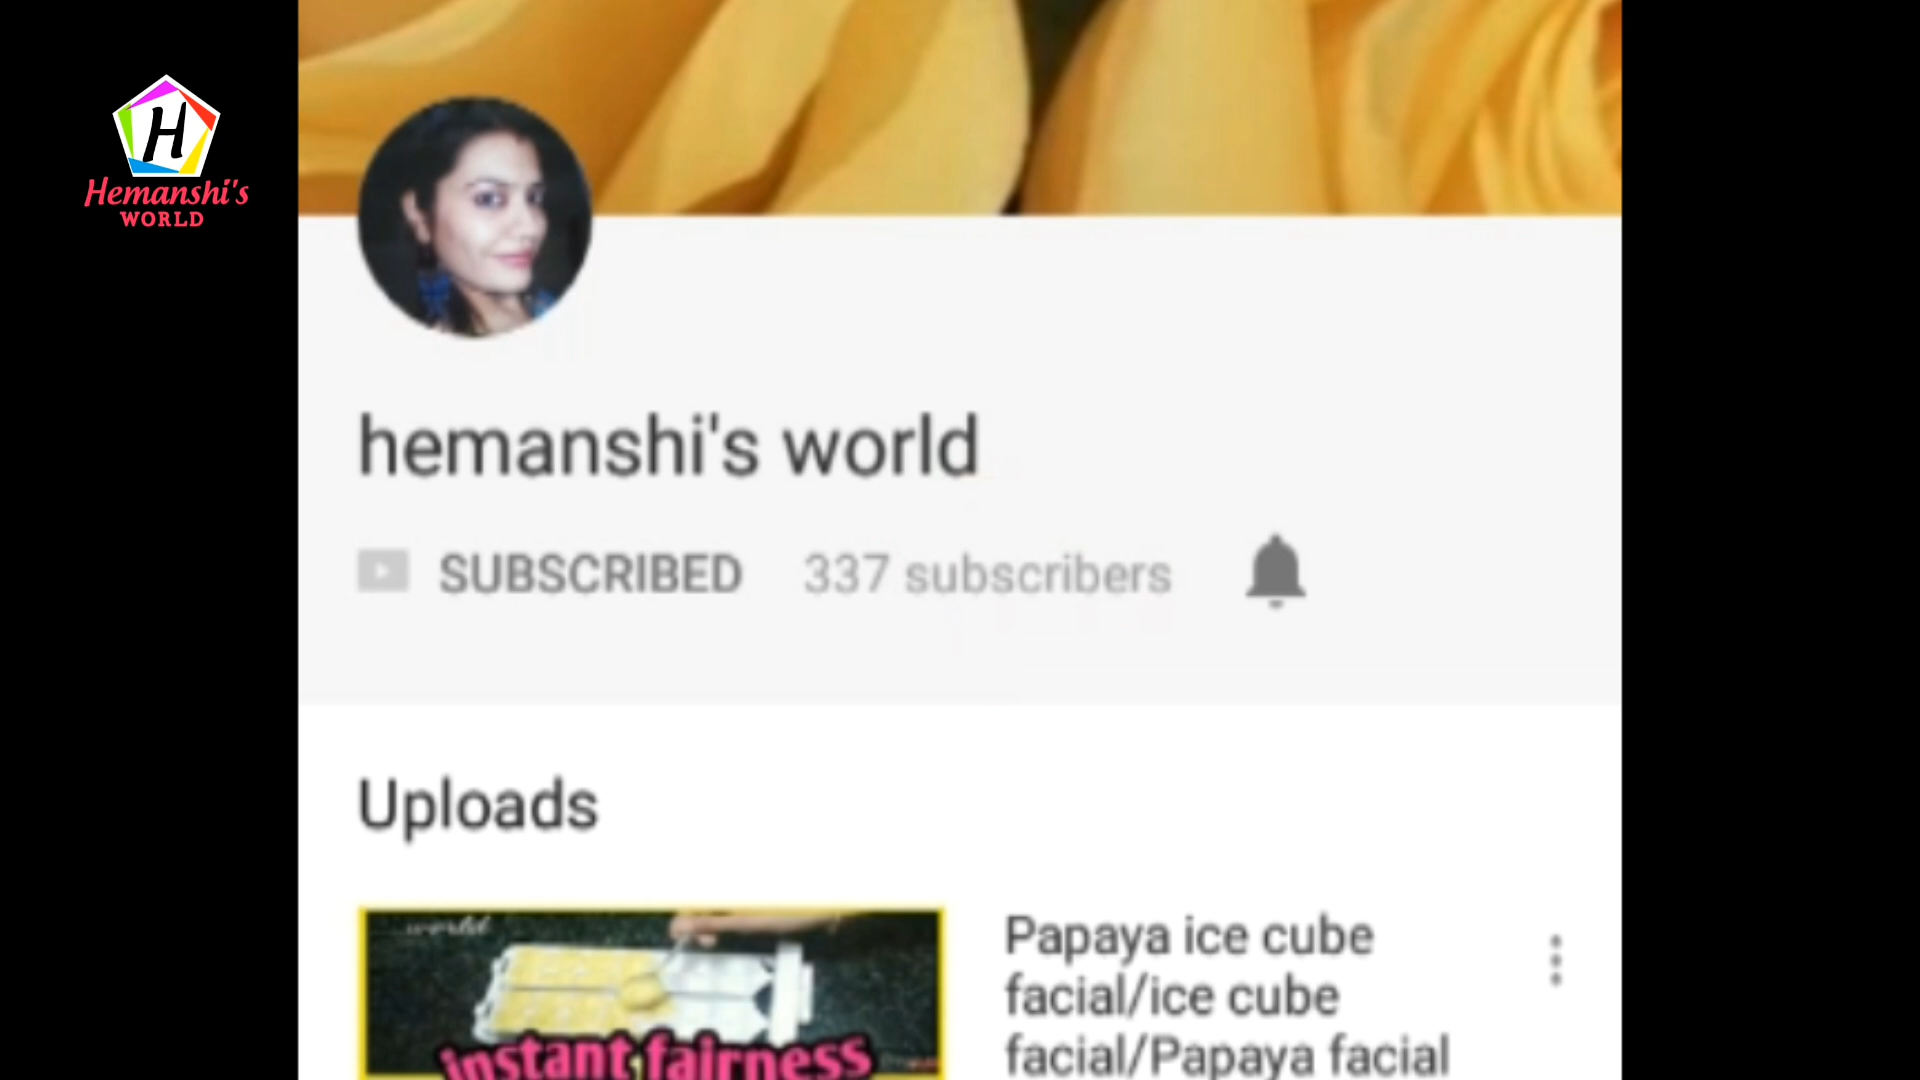 H
Hemanshi's
WORLD
hemanshi's world
SUBSCRIBED 337 subscribers
Uploads
world
instant fairness
Papaya ice cube
facial/ice cube
facial/Papaya facial